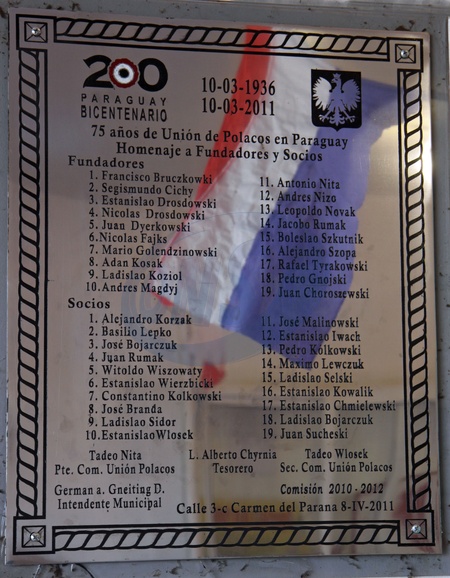 200
PARAGUAY
BICENTENARIO
10-03-1936
10-03-2011
75 años de Unión de Polacos en Paraguay
Homenaje a Fundadores y Socios
Fundadores
1. Francisco Bruczkowki
2. Segismundo Cichy
3. Estanislao Drosdowski
4. Nicolas Drosdowski
5. Juan Dyerkowski
6.Nicolas Fajks
7. Mario Golendzinowski
8. Adan Kosak
9. Ladislao Koziol
10. Andres Magdyj
11. Antonio Nita
12. Andres Nizo
13. Leopoldo Novak
14. Jacobo Rumak
15. Boleslao Szkutnik
16. Alejandro Szopa
17. Rafael Tyrakowski
18. Pedro Gnojski
19. Juan Choroszewski
Socios
1. Alejandro Korzak
2. Basilio Lepko
3. José Bojarczuk
4. Juan Rumak
5. Witoldo Wiszowaty
6. Estanislao Wierzbicki
7. Constantino Kolkowski
8. José Branda
9. Ladislao Sidor
10. EstanislaoWlosek
11. José Malinowski
12. Estanislao Iwach
13. Pedro Kólkowski
14. Maximo Lewczuk
15. Ladislao Selski
16. Estanislao Kowalik
17. Estanislao Chmielewski
18. Ladislao Bojarczuk
19. Juan Sucheski
Tadeo Nita
Pte. Com. Unión Polacos
L. Alberto Chyrnia
Tesorero
Tadeo Wlosek
Sec. Com. Unión Polacos
German a. Gneiting D.
Intendente Municipal
Comisión 2010-2012
Calle 3-c Carmen del Parana 8-IV-2011